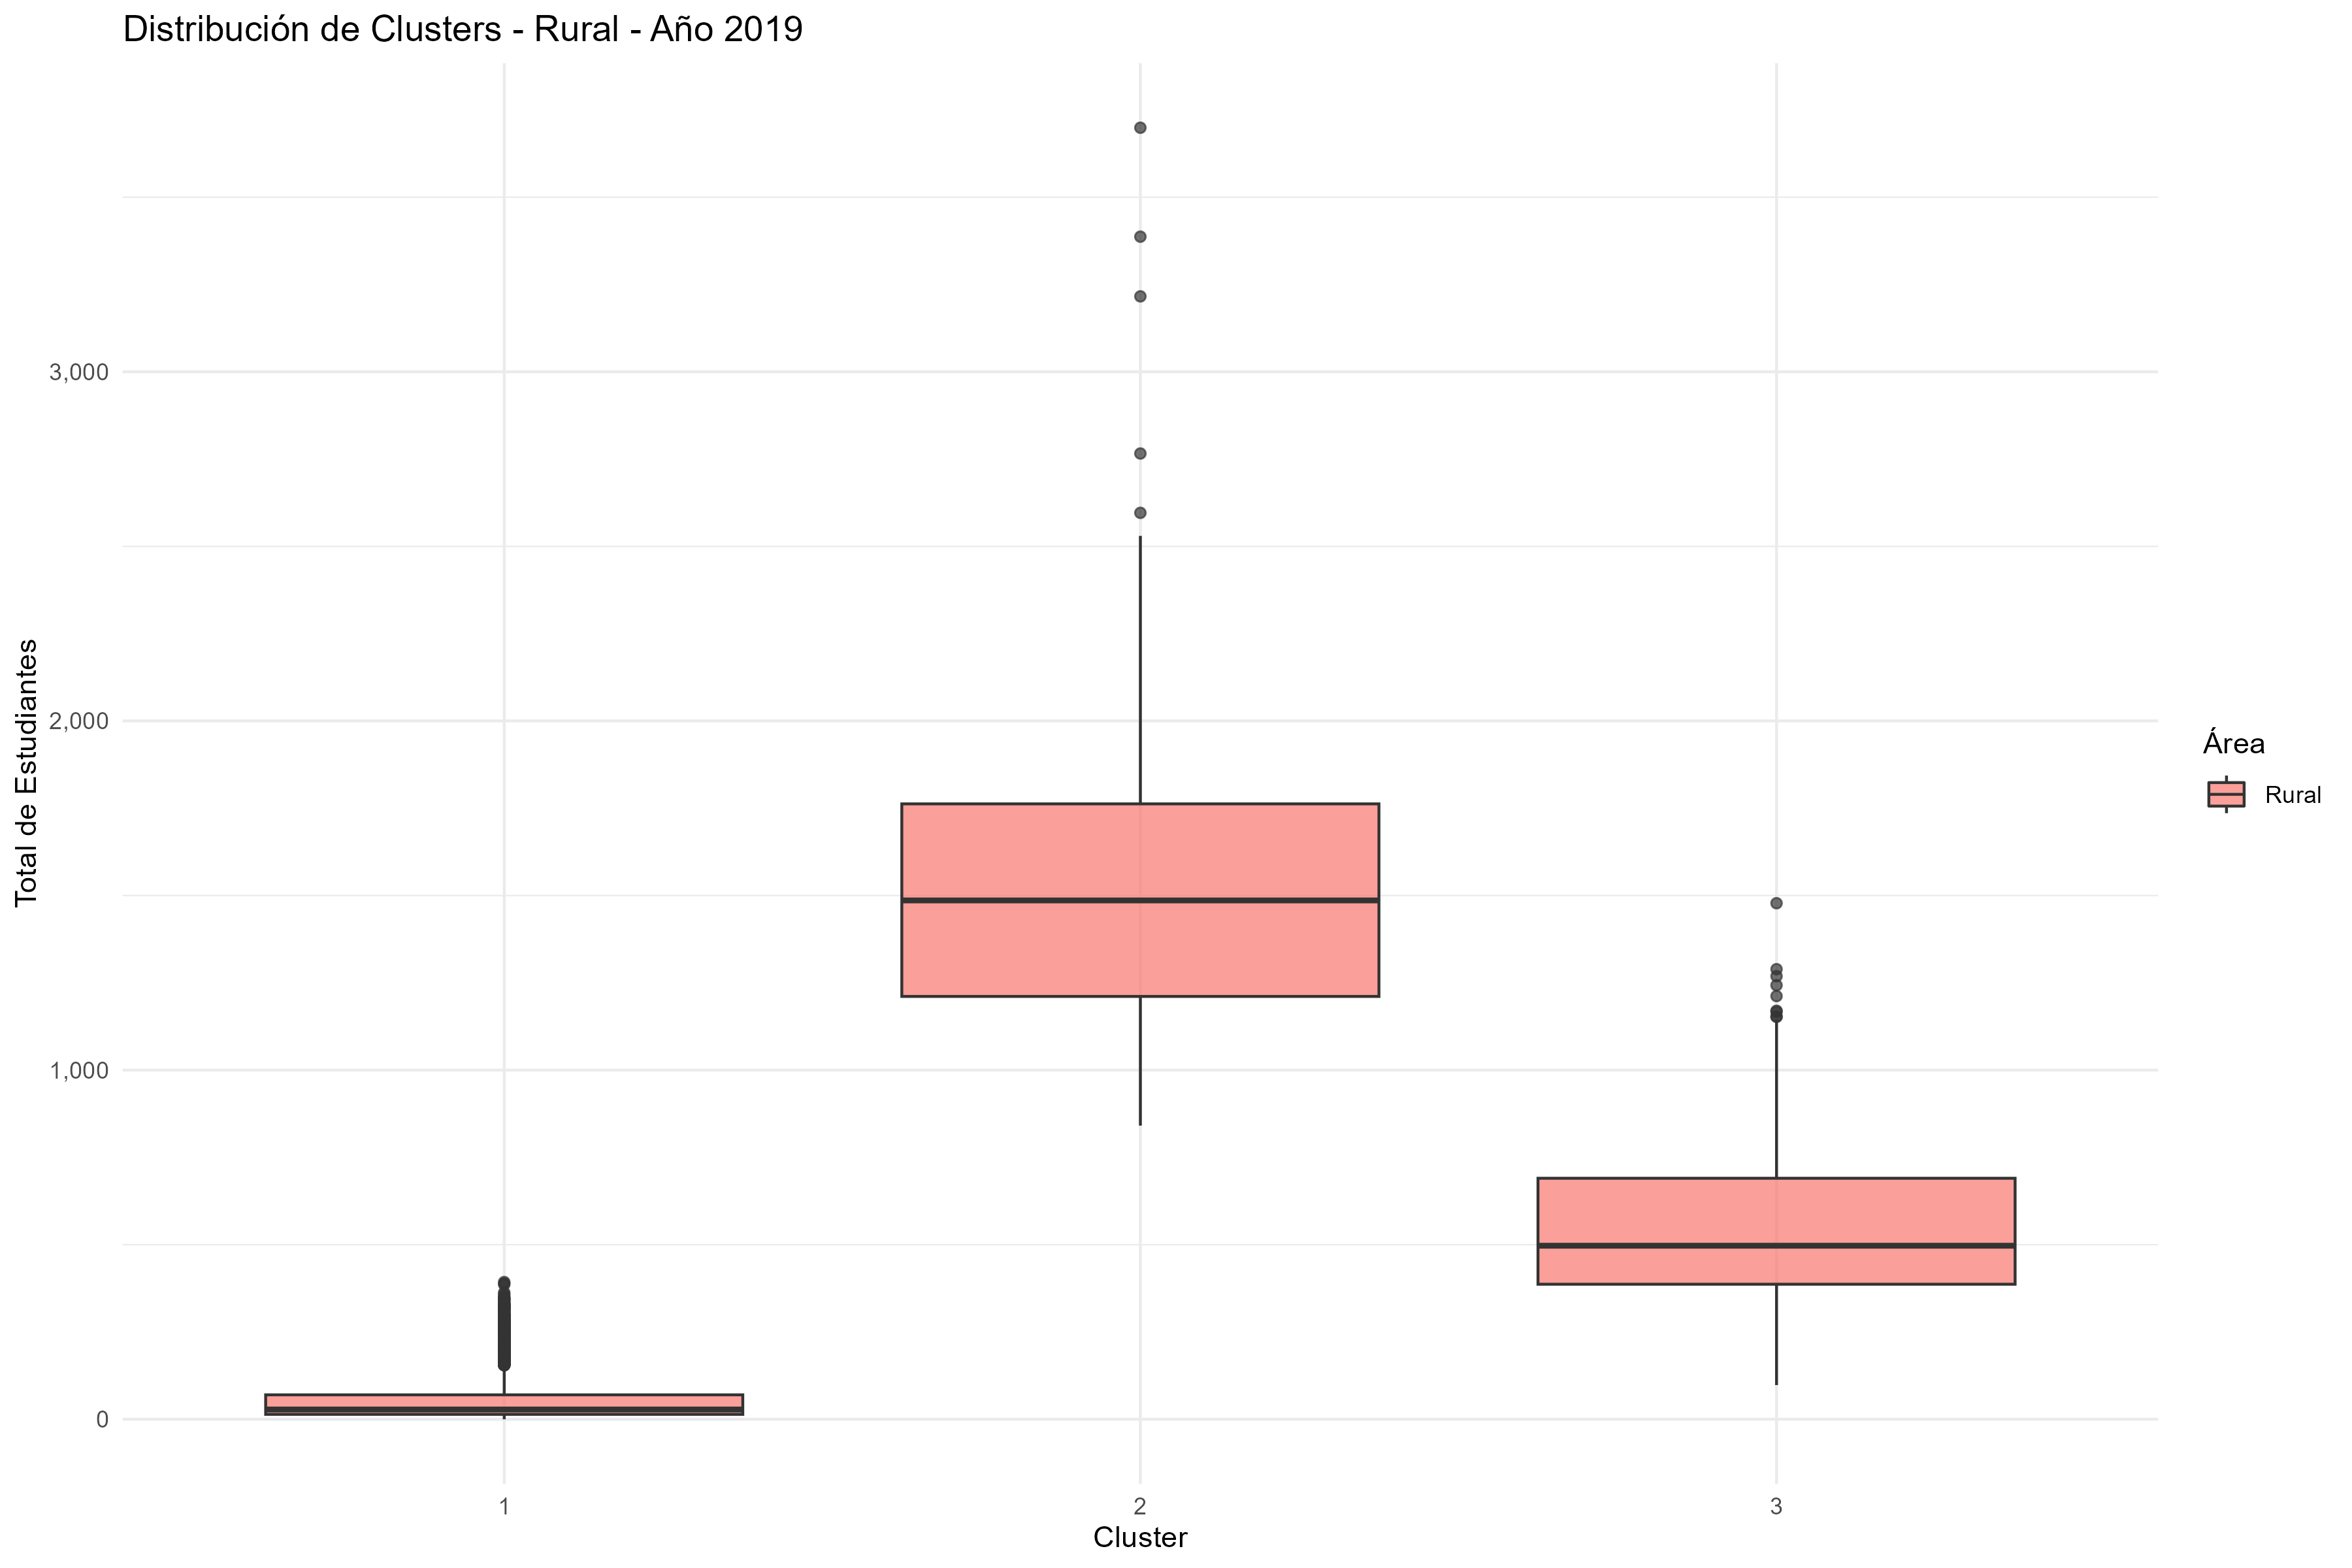 Distribución de Clusters - Rural - Año 2019
Total de Estudiantes
3,000
2,000
1,000
0
1
2
3
Cluster
Área
Rural